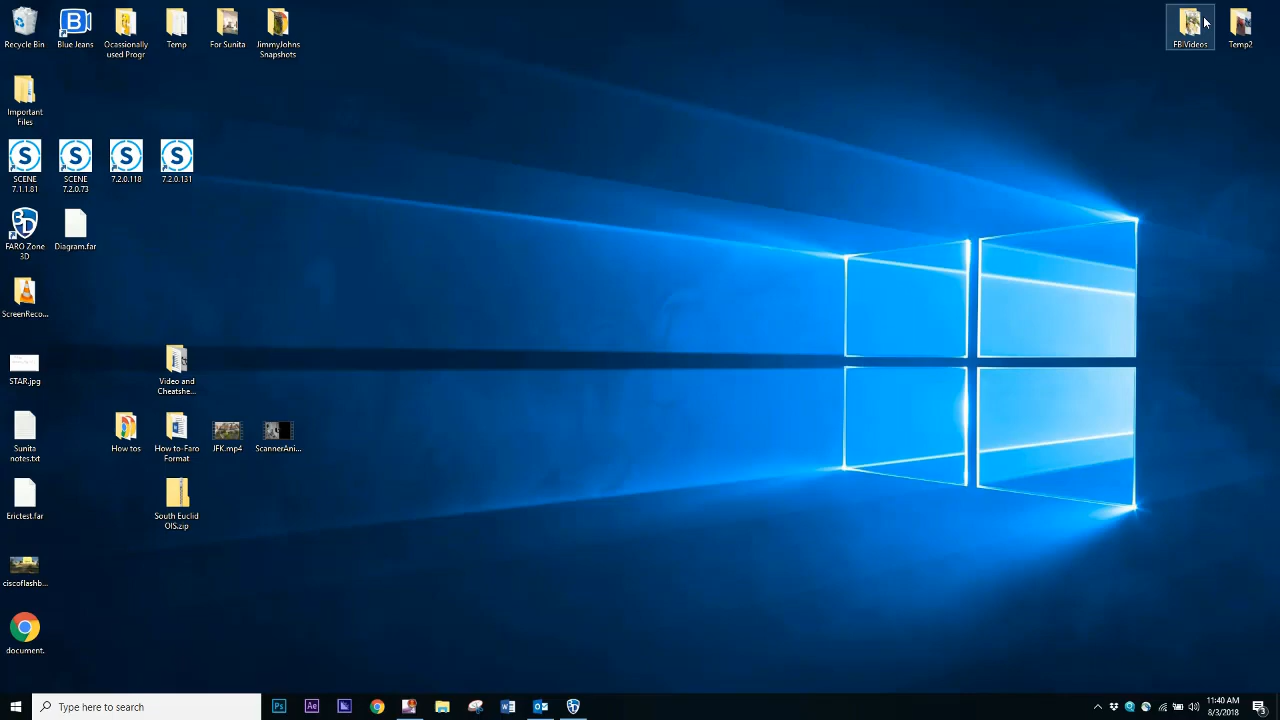 Recycle Bin
Blue Jeans
Ocassionally
used Progr
Temp
For Sunita
JimmyJohns
Snapshots
FBIVideos
Temp2
Important
Files
SCENE
7.1.1.81
SCENE
7.2.0.73
7.2.0.118
7.2.0.131
FARO Zone
3D
Diagram.far
ScreenReco...
STAR.jpg
Video and
Cheatshe...
Sunita
notes.txt
How tos
How to-Faro
Format
JFK.mp4
ScannerAni...
Erictest.far
South Euclid
OIS.zip
ciscoflashb...
document.
Type here to search
11:40 AM
8/3/2018